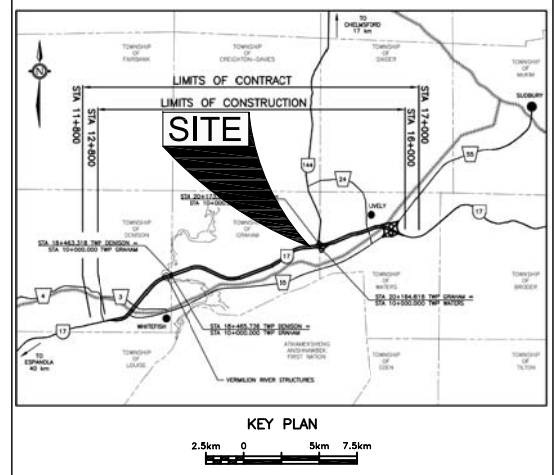 TO
CHELMSFORD
17 km
TOWNSHIP
OF
FAIRBANK
TOWNSHIP
OF
CREIGHTON-DAVIES
TOWNSHIP
OF
SNIDER
TOWNSHIP
OF
McKIM
N
LIMITS OF CONTRACT
LIMITS OF CONSTRUCTION
STA 11+800
STA 12+800
STA 16+000
STA 17+000
SUDBURY
SITE
55
144
24
LIVELY
17
TOWNSHIP
OF
DENISON
TOWNSHIP
OF
GRAHAM
STA 18+463.318 TWP DENISON =
STA 10+000.000 TWP GRAHAM
17
55
TOWNSHIP
OF
WATERS
TOWNSHIP
OF
BRODER
4
3
17
WHITEFISH
STA 20+184.818 TWP GRAHAM =
STA 10+000.000 TWP WATERS
STA 18+465.736 TWP DENISON =
STA 10+000.000 TWP GRAHAM
TO
ESPANOLA
40 km
TOWNSHIP
OF
LOUISE
ATIKAMEKSHENG
ANISHNAWBEK
FIRST NATION
TOWNSHIP
OF
EDEN
TOWNSHIP
OF
TILTON
VERMILION RIVER STRUCTURES
KEY PLAN
2.5km 0 5km 7.5km